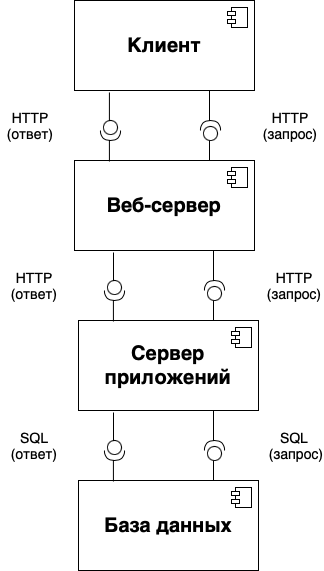 Клиент
HTTP
(ответ)
HTTP
(запрос)
Веб-сервер
HTTP
(ответ)
HTTP
(запрос)
Сервер
приложений
SQL
(ответ)
SQL
(запрос)
База данных